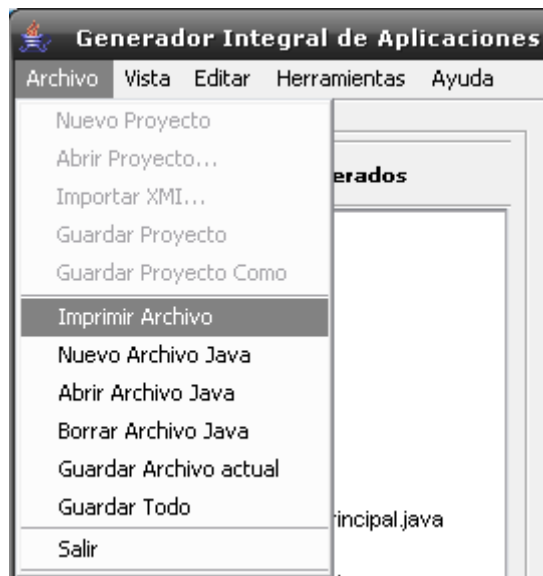 Generador Integral de Aplicaciones
Archivo Vista Editar Herramientas Ayuda
Nuevo Proyecto
Abrir Proyecto...
erados
Importar XMI...
Guardar Proyecto
Guardar Proyecto Como
Imprimir Archivo
Nuevo Archivo Java
Abrir Archivo Java
Borrar Archivo Java
Guardar Archivo actual
Guardar Todo
incipal.java
Salir